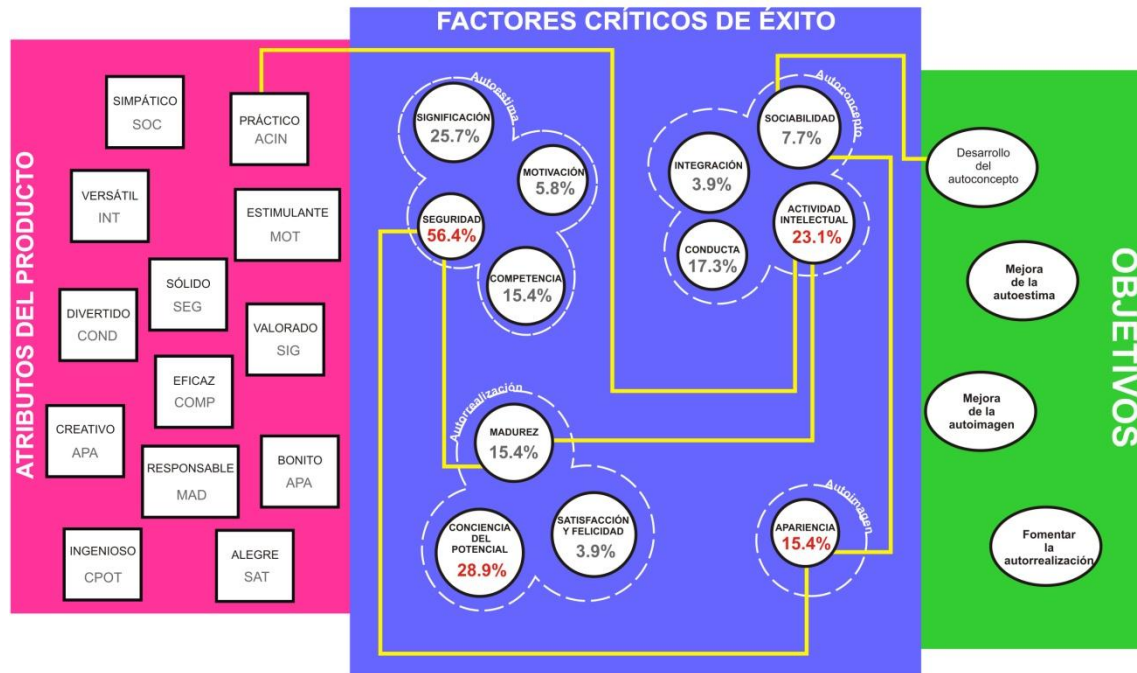 FACTORES CRÍTICOS DE ÉXITO
ATRIBUTOS DEL PRODUCTO
SIMPÁTICO
SOC
PRÁCTICO
ACIN
VERSÁTIL
INT
ESTIMULANTE
MOT
SÓLIDO
SEG
DIVERTIDO
COND
VALORADO
SIG
EFICAZ
COMP
CREATIVO
APA
RESPONSABLE
MAD
BONITO
APA
INGENIOSO
CPOT
ALEGRE
SAT
Autoestima
SIGNIFICACIÓN
25.7%
MOTIVACIÓN
5.8%
SEGURIDAD
56.4%
COMPETENCIA
15.4%
Autoconcepto
SOCIABILIDAD
7.7%
INTEGRACIÓN
3.9%
ACTIVIDAD
INTELECTUAL
23.1%
CONDUCTA
17.3%
Autorrealización
MADUREZ
15.4%
CONCIENCIA
DEL
POTENCIAL
28.9%
SATISFACCIÓN
Y FELICIDAD
3.9%
Autoimagen
APARIENCIA
15.4%
OBJETIVOS
Desarrollo
del
autoconcepto
Mejora
de la
autoestima
Mejora
de la
autoimagen
Fomentar
la
autorrealización